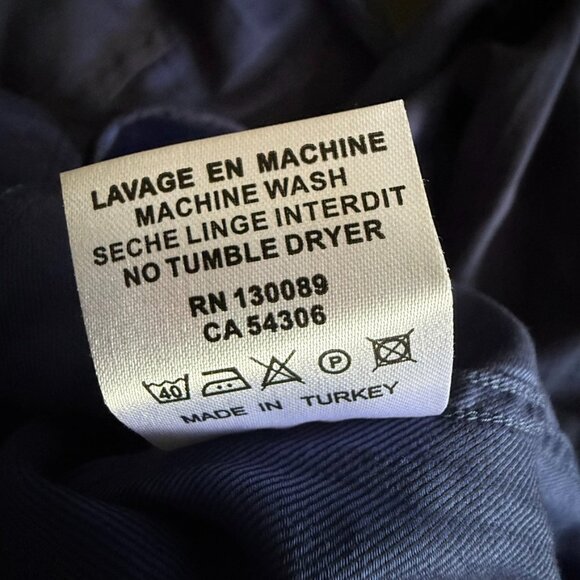 LAVAGE EN MACHINE
MACHINE WASH
SECHE LINGE INTERDIT
NO TUMBLE DRYER
RN 130089
CA 54306
40 P
MADE IN TURKEY